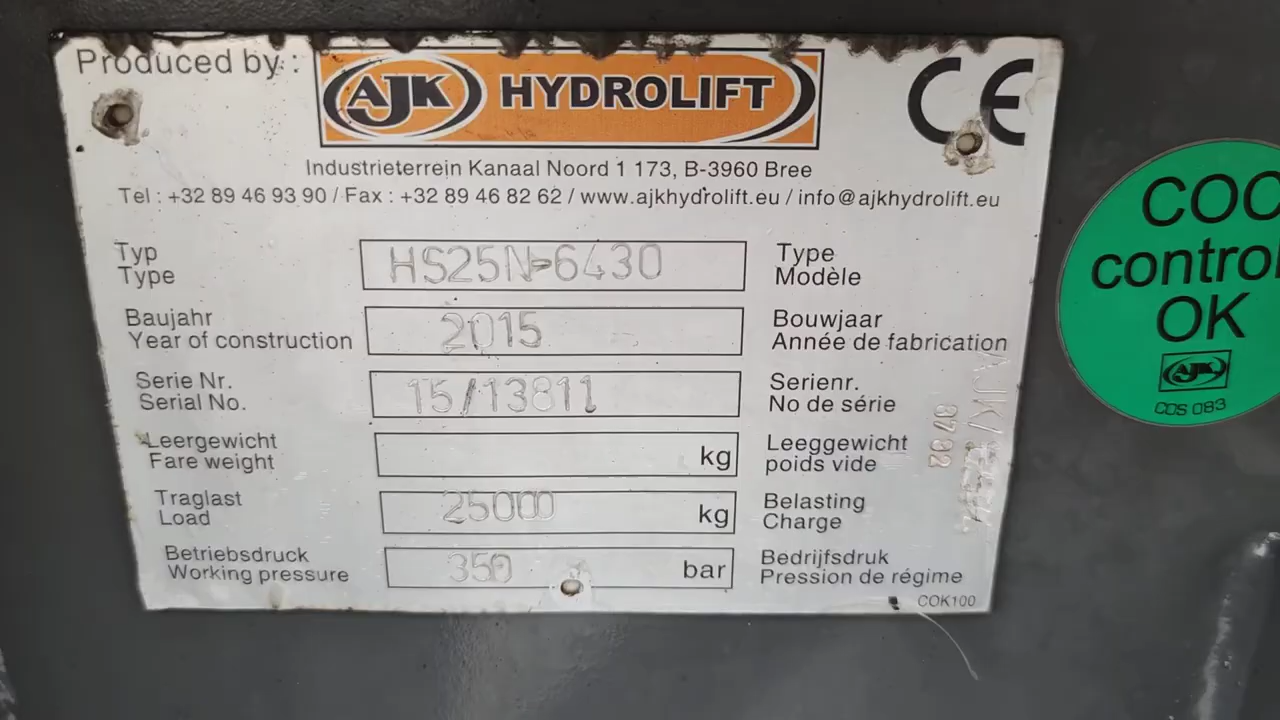 Produced by :
AJK HYDROLIFT
CE
Industrieterrein Kanaal Noord 1 173, B-3960 Bree
Tel : +32 89 46 93 90 / Fax : +32 89 46 82 62 / www.ajkhydrolift.eu / info@ajkhydrolift.eu
Typ
Type
HS25N-6430
Type
Modèle
Baujahr
Year of construction
2015
Bouwjaar
Année de fabrication
Serie Nr.
Serial No.
15/13811
Serienr.
No de série
Leergewicht
Fare weight
kg
Leeggewicht
poids vide
Traglast
Load
25000 kg
Belasting
Charge
Betriebsdruck
Working pressure
350 bar
Bedrijfsdruk
Pression de régime
COK100
AJK/
COC
control
OK
AJK
CDS 083